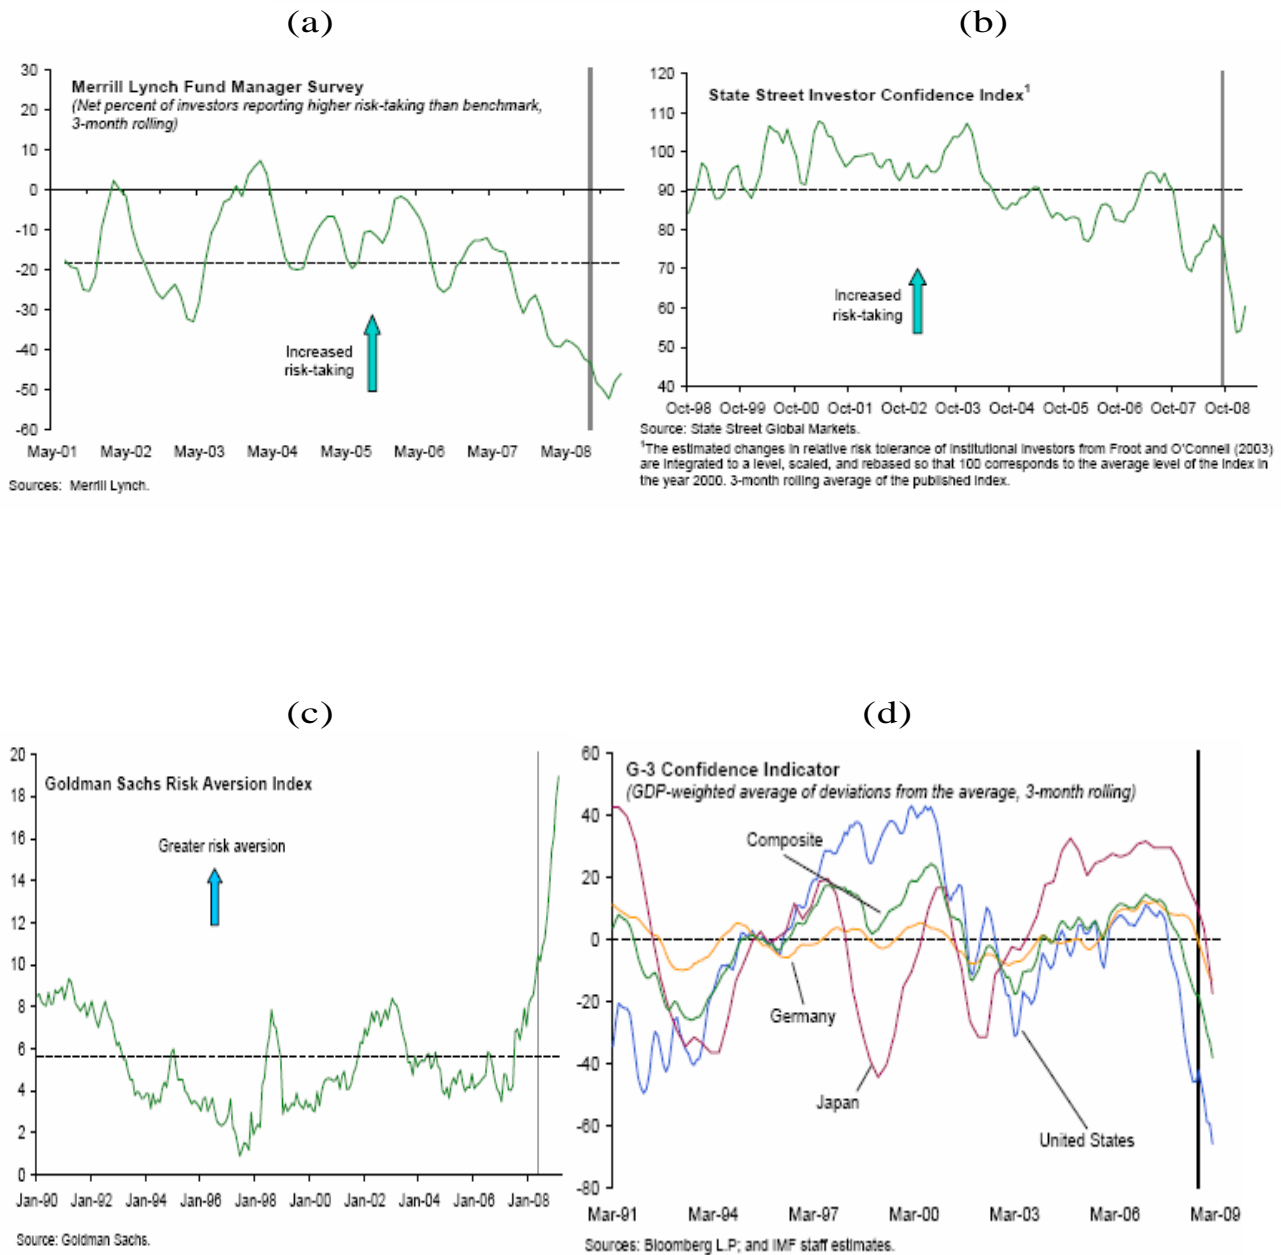 (a)
Merrill Lynch Fund Manager Survey
(Net percent of investors reporting higher risk-taking than benchmark,
3-month rolling)
30
20
10
0
-10
-20
-30
-40
-50
-60
Increased
risk-taking
May-01 May-02 May-03 May-04 May-05 May-06 May-07 May-08
Sources: Merrill Lynch.
(b)
State Street Investor Confidence Index1
120
110
100
90
80
70
60
50
40
Increased
risk-taking
Oct-98 Oct-99 Oct-00 Oct-01 Oct-02 Oct-03 Oct-04 Oct-05 Oct-06 Oct-07 Oct-08
Source: State Street Global Markets.
1The estimated changes in relative risk tolerance of institutional investors from Froot and O'Connell (2003)
are integrated to a level, scaled, and rebased so that 100 corresponds to the average level of the index in
the year 2000. 3-month rolling average of the published index.
(c)
Goldman Sachs Risk Aversion Index
20
18
16
14
12
10
8
6
4
2
0
Greater risk aversion
Jan-90 Jan-92 Jan-94 Jan-96 Jan-98 Jan-00 Jan-02 Jan-04 Jan-06 Jan-08
Source: Goldman Sachs.
(d)
G-3 Confidence Indicator
(GDP-weighted average of deviations from the average, 3-month rolling)
60
40
20
0
-20
-40
-60
-80
Composite
Germany
Japan
United States
Mar-91 Mar-94 Mar-97 Mar-00 Mar-03 Mar-06 Mar-09
Sources: Bloomberg L.P; and IMF staff estimates.